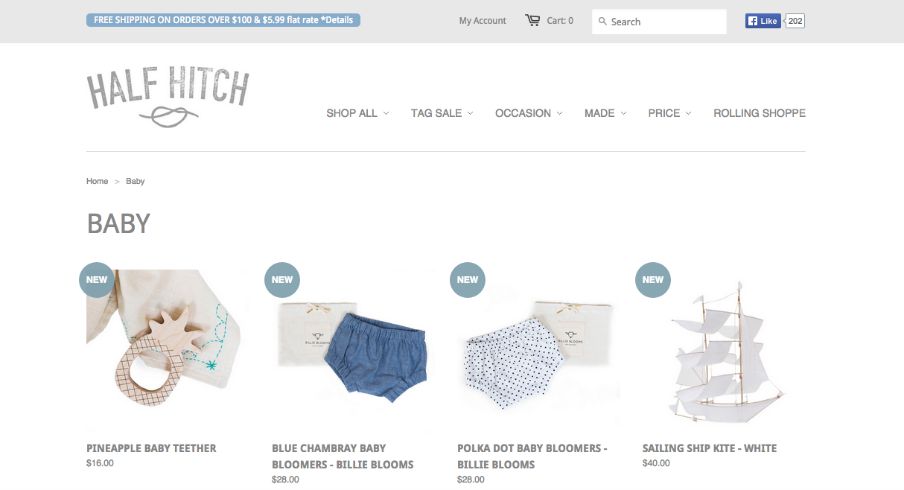 FREE SHIPPING ON ORDERS OVER $100 & $5.99 flat rate *Details
My Account
Cart: 0
Search
Like
202
HALF HITCH
SHOP ALL
TAG SALE
OCCASION
MADE
PRICE
ROLLING SHOPPE
Home > Baby
BABY
NEW
NEW
NEW
NEW
BILLIE BLOOMS
PINEAPPLE BABY TEETHER
$16.00
BLUE CHAMBRAY BABY
BLOOMERS - BILLIE BLOOMS
$28.00
POLKA DOT BABY BLOOMERS -
BILLIE BLOOMS
$28.00
SAILING SHIP KITE - WHITE
$40.00